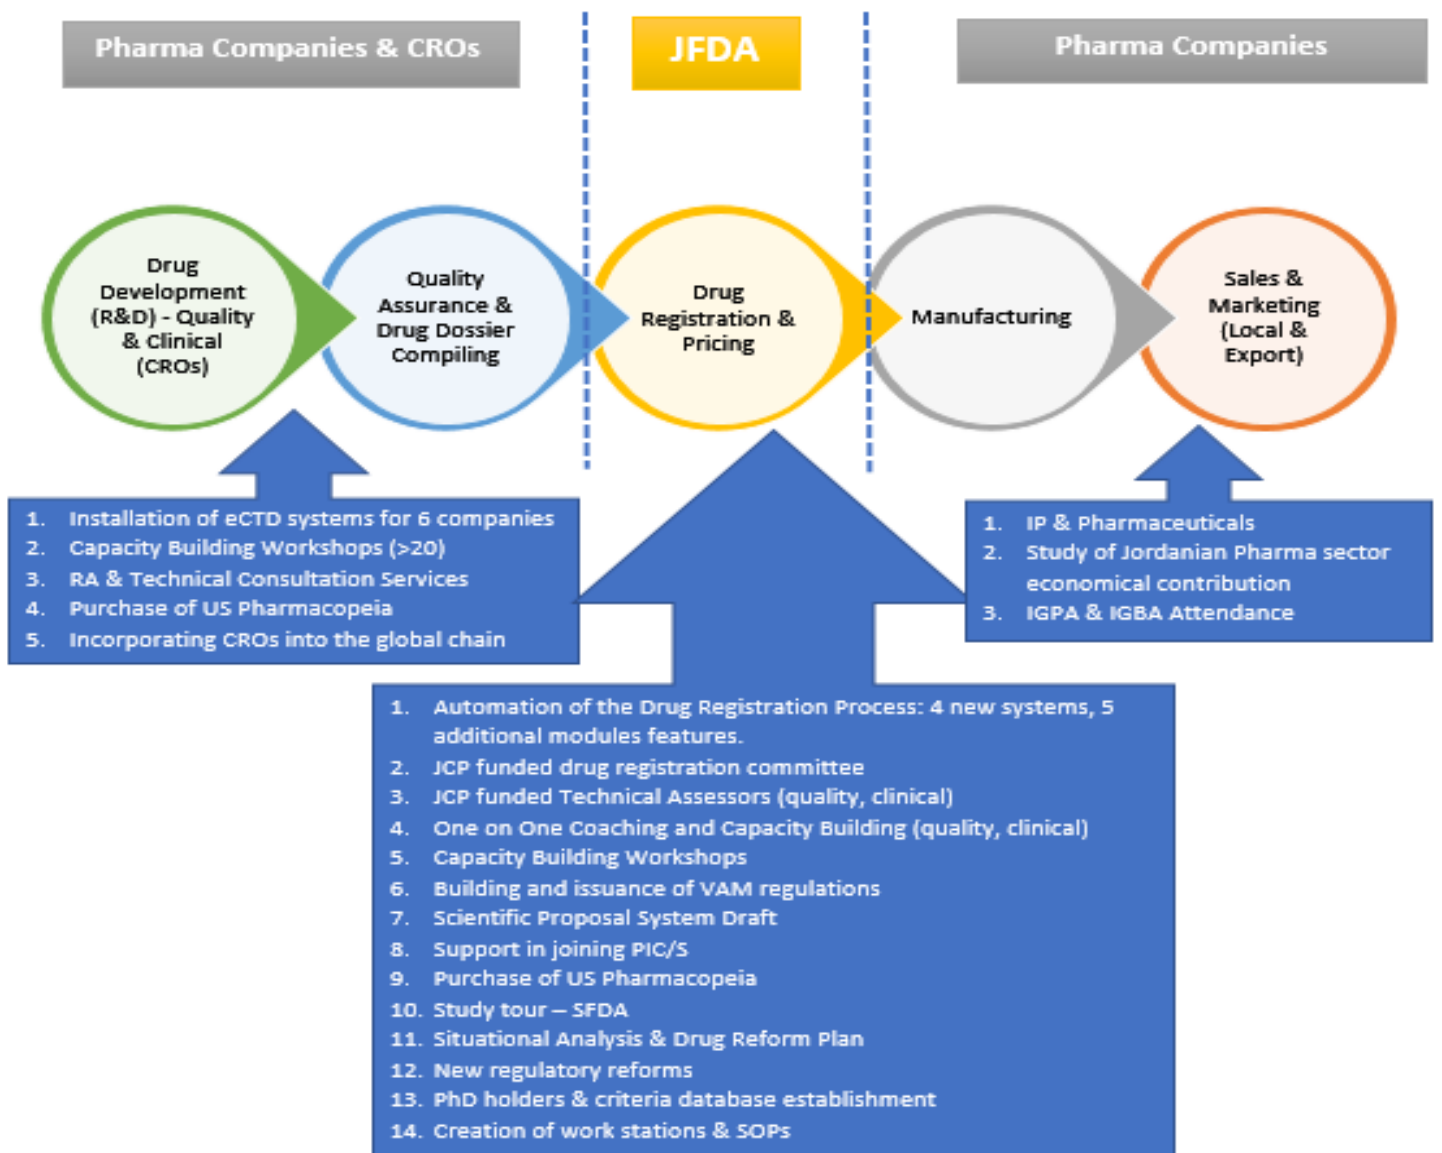 Pharma Companies & CROs
JFDA
Pharma Companies
Drug
Development
(R&D) - Quality
& Clinical
(CROs)
Quality
Assurance &
Drug Dossier
Compiling
Drug
Registration &
Pricing
Manufacturing
Sales &
Marketing
(Local &
Export)
1. Installation of eCTD systems for 6 companies
2. Capacity Building Workshops (>20)
3. RA & Technical Consultation Services
4. Purchase of US Pharmacopeia
5. Incorporating CROs into the global chain
1. Automation of the Drug Registration Process: 4 new systems, 5
additional modules features.
2. JCP funded drug registration committee
3. JCP funded Technical Assessors (quality, clinical)
4. One on One Coaching and Capacity Building (quality, clinical)
5. Capacity Building Workshops
6. Building and issuance of VAM regulations
7. Scientific Proposal System Draft
8. Support in joining PIC/S
9. Purchase of US Pharmacopeia
10. Study tour – SFDA
11. Situational Analysis & Drug Reform Plan
12. New regulatory reforms
13. PhD holders & criteria database establishment
14. Creation of work stations & SOPs
1. IP & Pharmaceuticals
2. Study of Jordanian Pharma sector
economical contribution
3. IGPA & IGBA Attendance